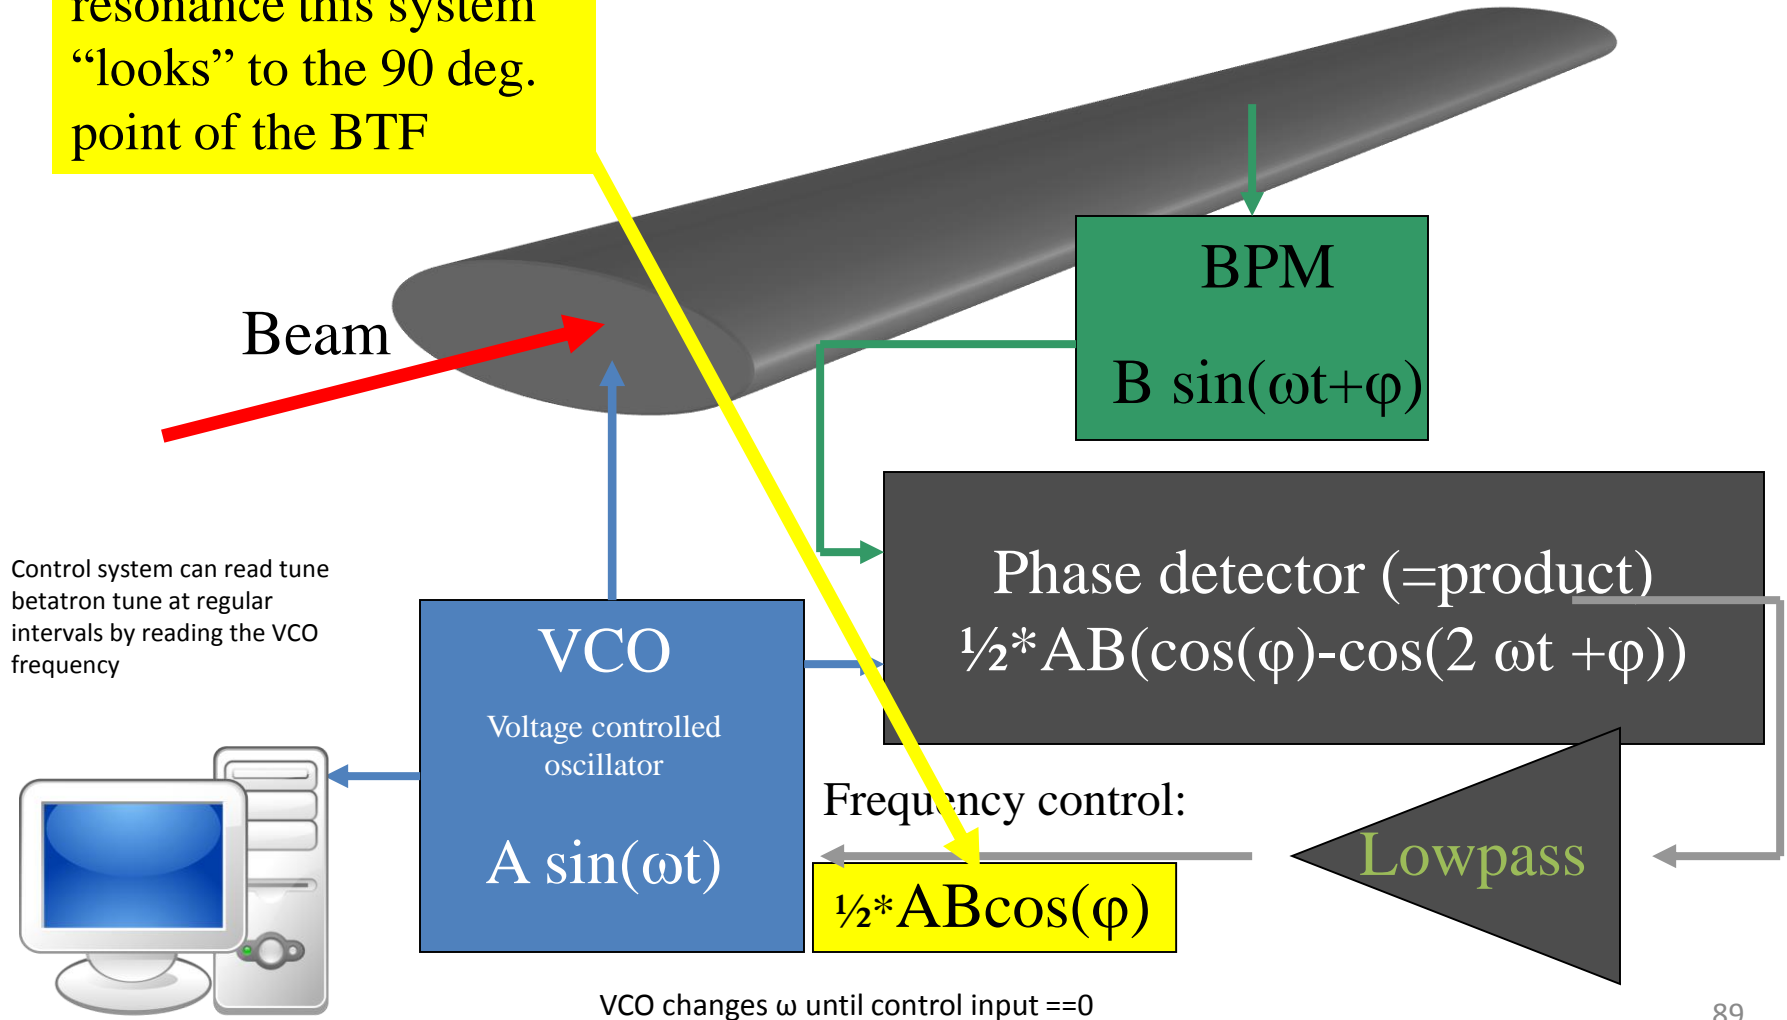 resonance this system
“looks” to the 90 deg.
point of the BTF
Beam
BPM
B sin(ωt+φ)
Phase detector (=product)
½*AB(cos(φ)-cos(2 ωt +φ))
Control system can read tune
betatron tune at regular
intervals by reading the VCO
frequency
VCO
Voltage controlled
oscillator
A sin(ωt)
Frequency control:
½*ABcos(φ)
Lowpass
VCO changes ω until control input ==0
89